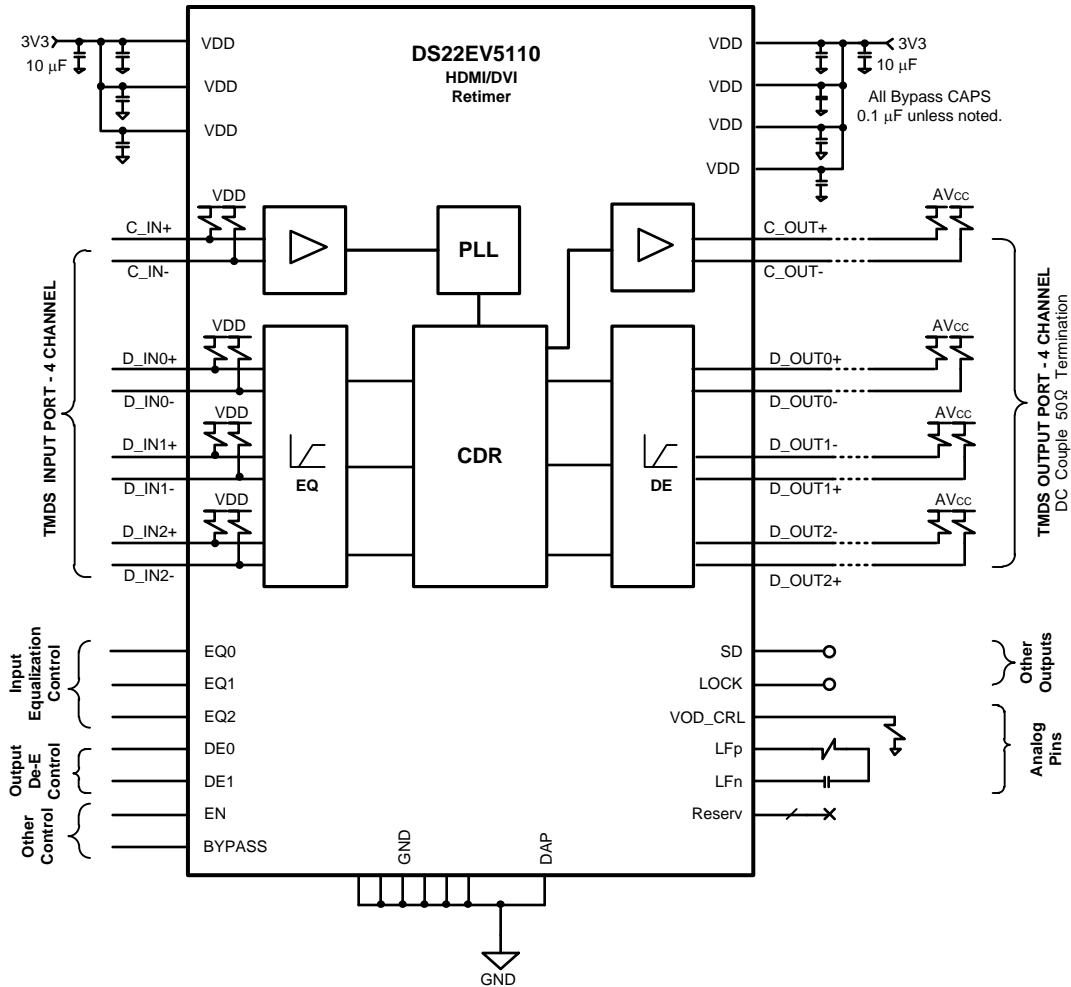 DS22EV5110
HDMI/DVI
Retimer
3V3
10 µF
VDD
VDD
VDD
VDD
VDD
VDD
VDD
3V3
10 µF
All Bypass CAPS
0.1 µF unless noted.
TMDS INPUT PORT - 4 CHANNEL
C_IN+
C_IN-
VDD
D_IN0+
D_IN0-
VDD
D_IN1+
D_IN1-
VDD
D_IN2+
D_IN2-
VDD
PLL
EQ
CDR
DE
C_OUT+
C_OUT-
AVCC
D_OUT0+
D_OUT0-
AVCC
D_OUT1-
D_OUT1+
AVCC
D_OUT2-
D_OUT2+
AVCC
TMDS OUTPUT PORT - 4 CHANNEL
DC Couple 50Ω Termination
Input
Equalization
Control
EQ0
EQ1
EQ2
Output
De-E
Control
DE0
DE1
Other
Control
EN
BYPASS
SD
LOCK
Other
Outputs
VOD_CRL
LFp
LFn
Analog
Pins
Reserv
GND
DAP
GND